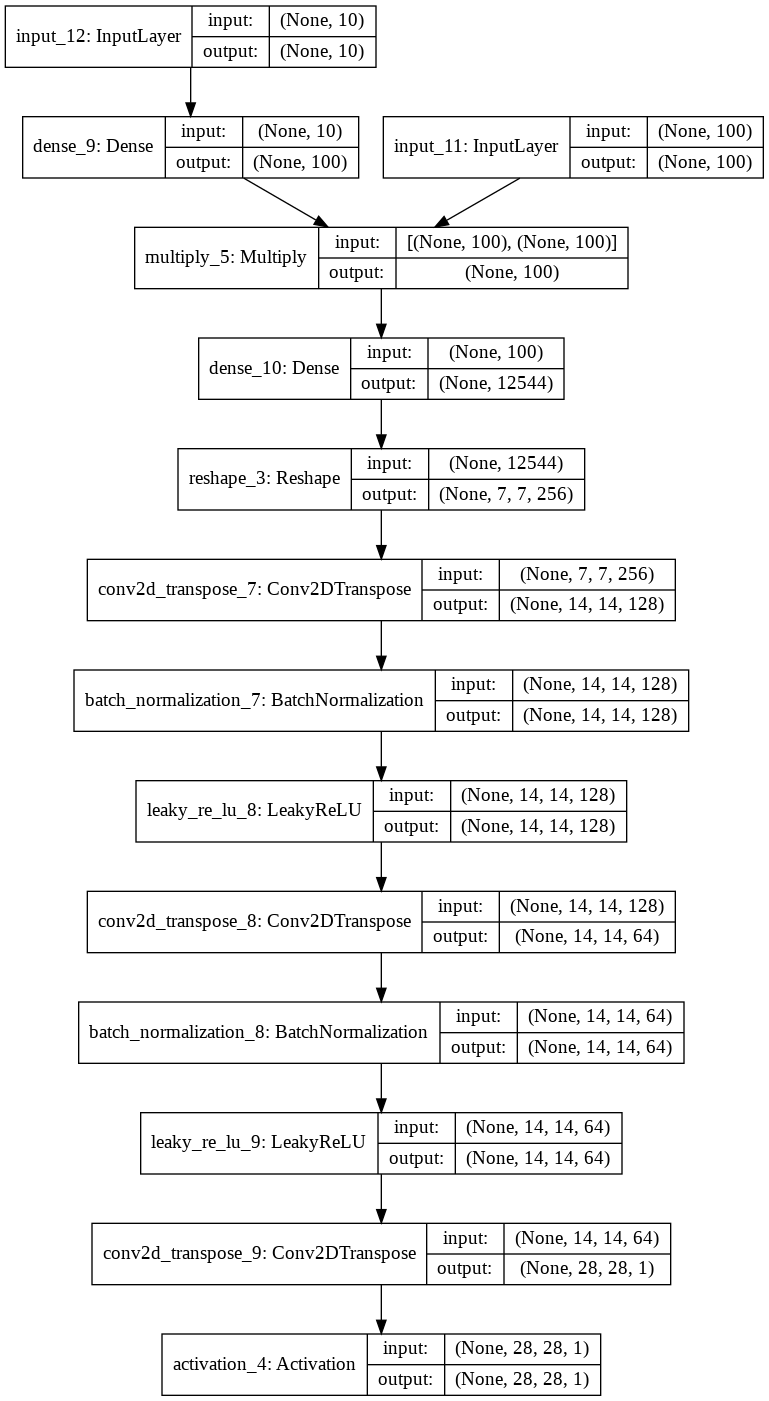 input_12: InputLayer
input: (None, 10)
output: (None, 10)
dense_9: Dense
input: (None, 10)
output: (None, 100)
input_11: InputLayer
input: (None, 100)
output: (None, 100)
multiply_5: Multiply
input: [(None, 100), (None, 100)]
output: (None, 100)
dense_10: Dense
input: (None, 100)
output: (None, 12544)
reshape_3: Reshape
input: (None, 12544)
output: (None, 7, 7, 256)
conv2d_transpose_7: Conv2DTranspose
input: (None, 7, 7, 256)
output: (None, 14, 14, 128)
batch_normalization_7: BatchNormalization
input: (None, 14, 14, 128)
output: (None, 14, 14, 128)
leaky_re_lu_8: LeakyReLU
input: (None, 14, 14, 128)
output: (None, 14, 14, 128)
conv2d_transpose_8: Conv2DTranspose
input: (None, 14, 14, 128)
output: (None, 14, 14, 64)
batch_normalization_8: BatchNormalization
input: (None, 14, 14, 64)
output: (None, 14, 14, 64)
leaky_re_lu_9: LeakyReLU
input: (None, 14, 14, 64)
output: (None, 14, 14, 64)
conv2d_transpose_9: Conv2DTranspose
input: (None, 14, 14, 64)
output: (None, 28, 28, 1)
activation_4: Activation
input: (None, 28, 28, 1)
output: (None, 28, 28, 1)